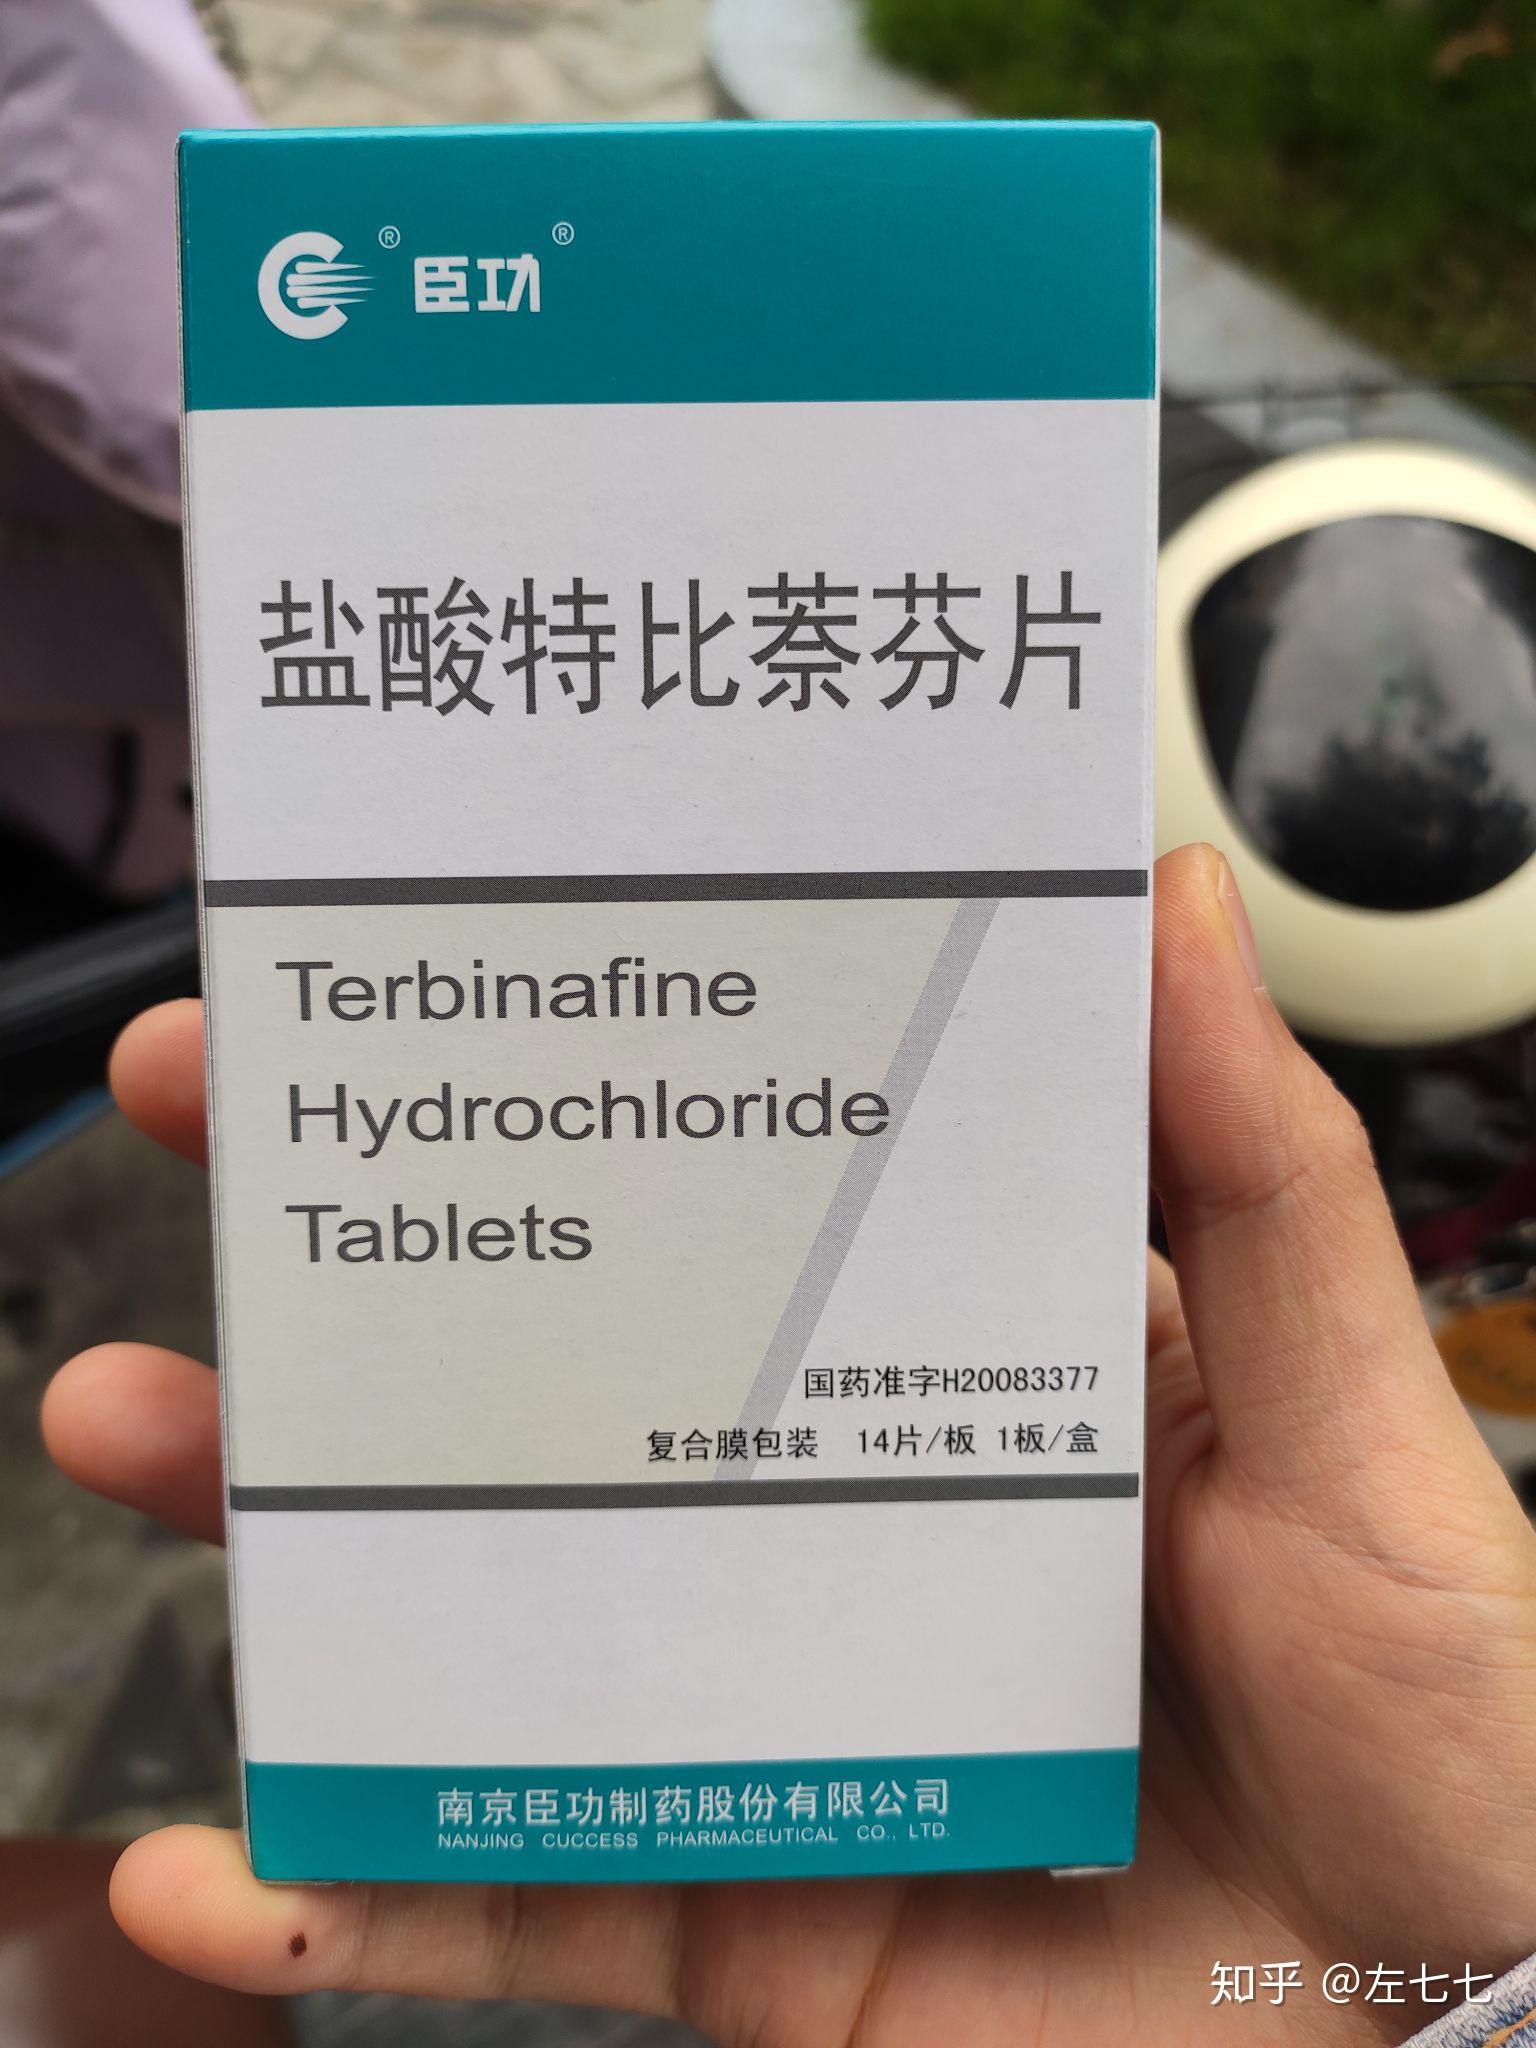 ® 臣功 ®
盐酸特比萘芬片
Terbinafine
Hydrochloride
Tablets
国药准字H20083377
复合膜包装 14片/板 1板/盒
南京臣功制药股份有限公司
NANJING CUCCESS PHARMACEUTICAL CO., LTD.
知乎 @左七七